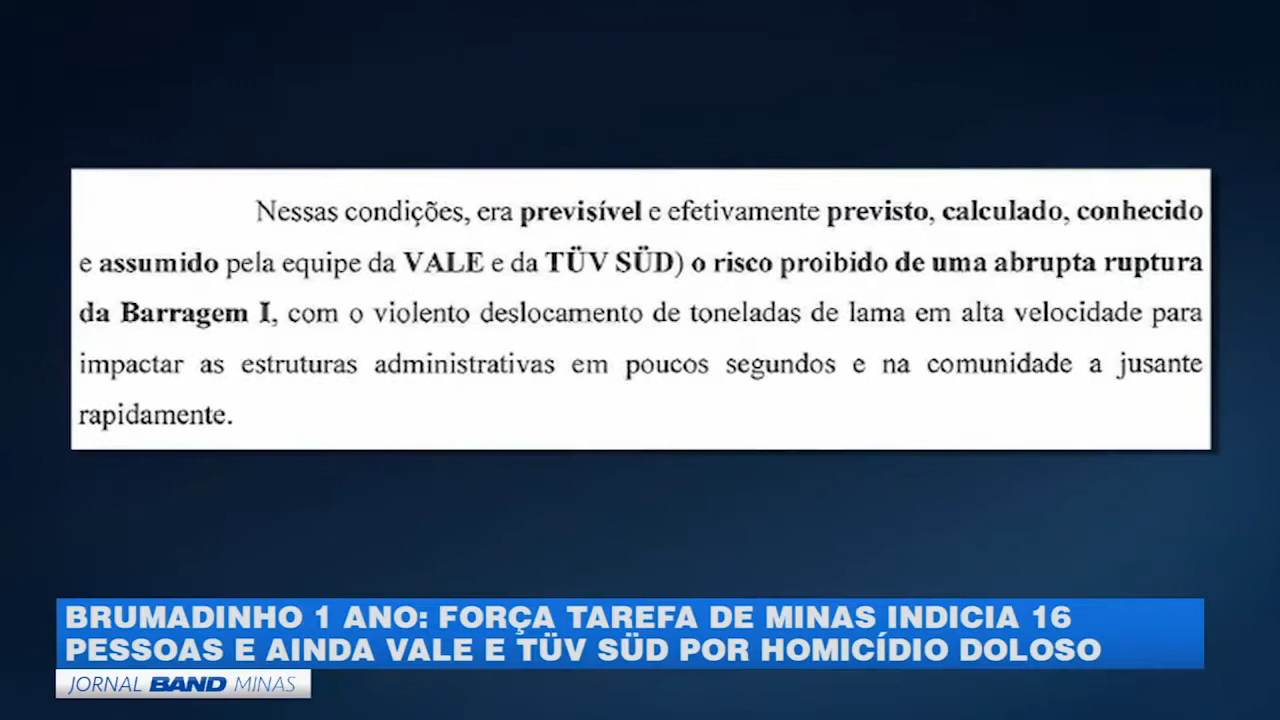 Nessas condições, era previsível e efetivamente previsto, calculado, conhecido
e assumido pela equipe da VALE e da TÜV SÜD) o risco proibido de uma abrupta ruptura
da Barragem I, com o violento deslocamento de toneladas de lama em alta velocidade para
impactar as estruturas administrativas em poucos segundos e na comunidade a jusante
rapidamente.
BRUMADINHO 1 ANO: FORÇA TAREFA DE MINAS INDICIA 16
PESSOAS E AINDA VALE E TÜV SÜD POR HOMICÍDIO DOLOSO
JORNAL BAND MINAS